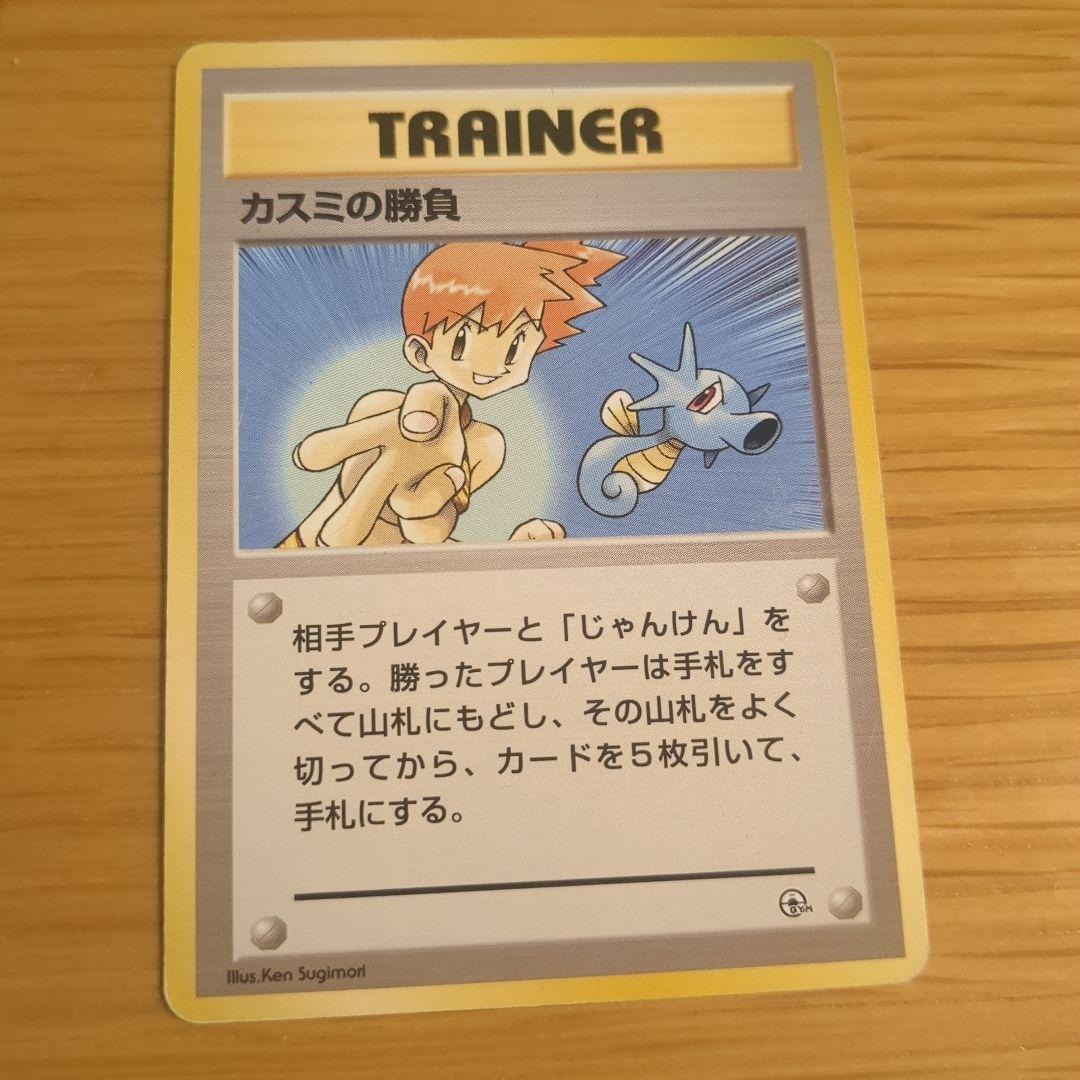 TRAINER
カスミの勝負
相手プレイヤーと「じゃんけん」を
する。勝ったプレイヤーは手札をす
べて山札にもどし、その山札をよく
切ってから、カードを5枚引いて、
手札にする。
GYM
Illus.Ken Sugimori